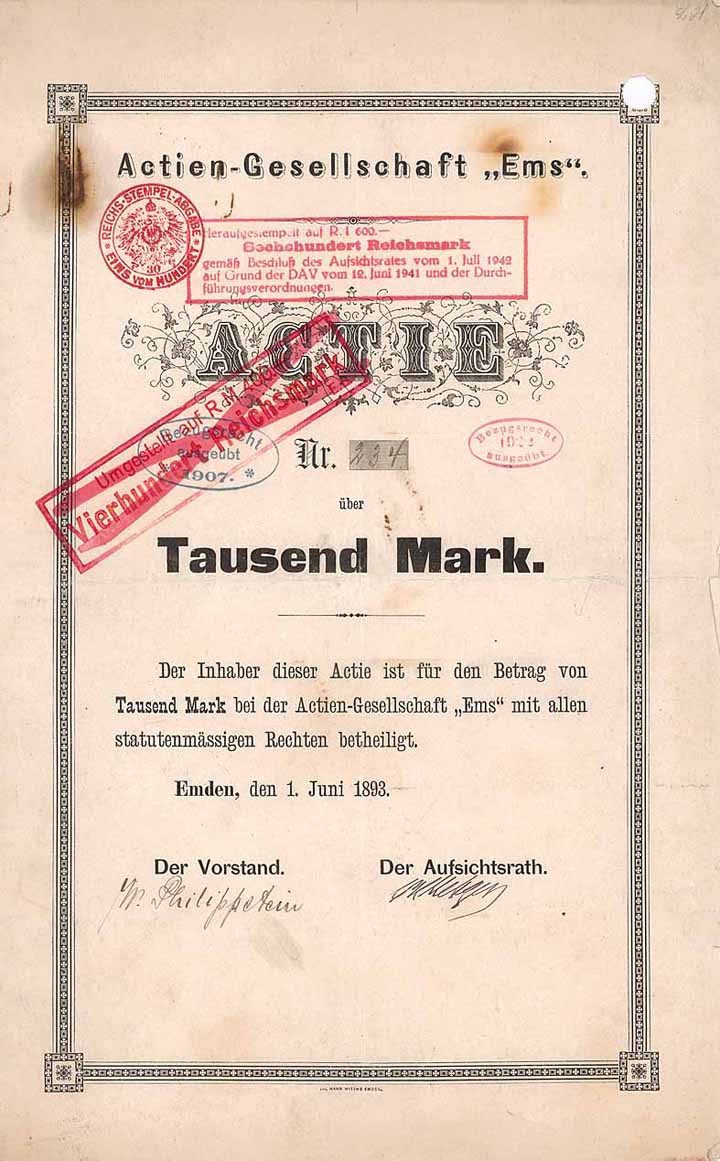 Actien-Gesellschaft „Ems“.
REICHS-STEMPEL-ABGABE
30
EINS VOM HUNDERT
Heraufgestempelt auf R.M 600.—
Sechshundert Reichsmark
gemäß Beschluß des Aufsichtsrates vom 1. Juli 1942
auf Grund der DAV vom 12. Juni 1941 und der Durch-
führungsverordnungen.
ACTIE
Umgestellt auf R.M. 400.
Vierhundert Reichsmark
Bezugsrecht
ausgeübt
* 1907. *
Nr. 234
Bezugsrecht
ausgeübt.
über
Tausend Mark.
Der Inhaber dieser Actie ist für den Betrag von
Tausend Mark bei der Actien-Gesellschaft „Ems“ mit allen
statutenmässigen Rechten betheiligt.
Emden, den 1. Juni 1893.
Der Vorstand. Der Aufsichtsrath.
W. Philippstein